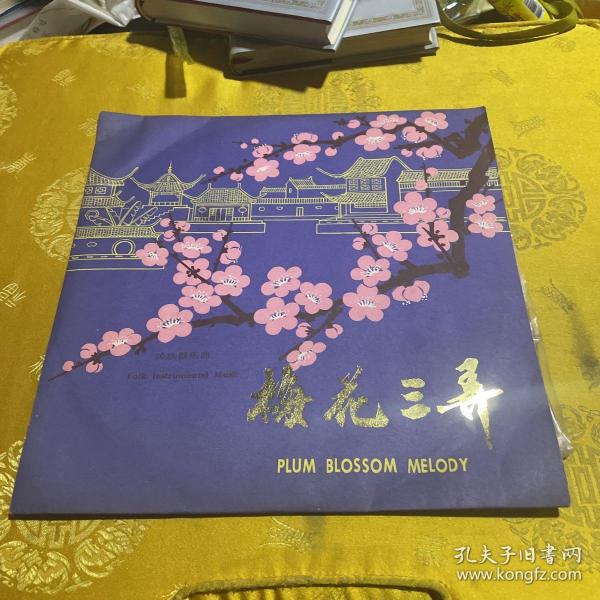 民族器乐曲
Folk Instrumental Music
梅花三弄
PLUM BLOSSOM MELODY
孔夫子旧書网
www.kongfz.com